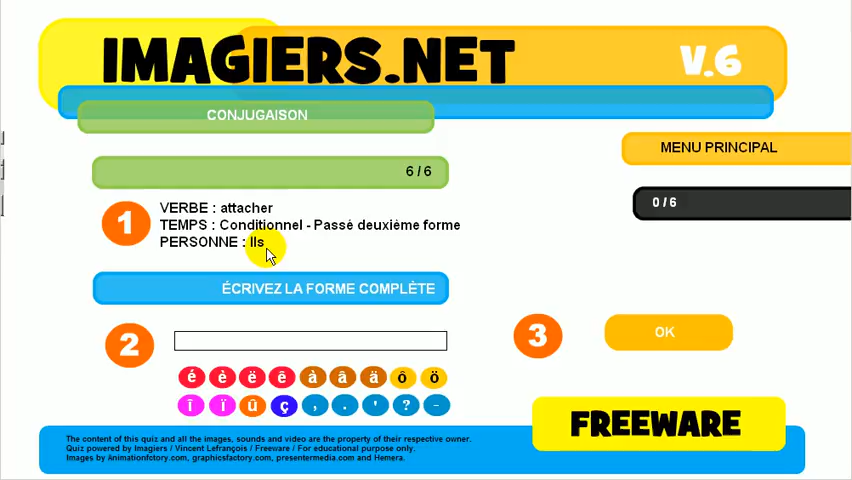 IMAGIERS.NET
V.6
CONJUGAISON
MENU PRINCIPAL
6 / 6
0 / 6
1
VERBE : attacher
TEMPS : Conditionnel - Passé deuxième forme
PERSONNE : Ils
ÉCRIVEZ LA FORME COMPLÈTE
2
3
OK
é è ë ê à â ä ô ö
î ï û ç , . ' ? -
FREEWARE
The content of this quiz and all the images, sounds and video are the property of their respective owner.
Quiz powered by Imagiers / Vincent Lefrançois / Freeware / For educational purpose only.
Images by Animationfctory.com, graphicsfactory.com, presentermedia.com and Hemera.